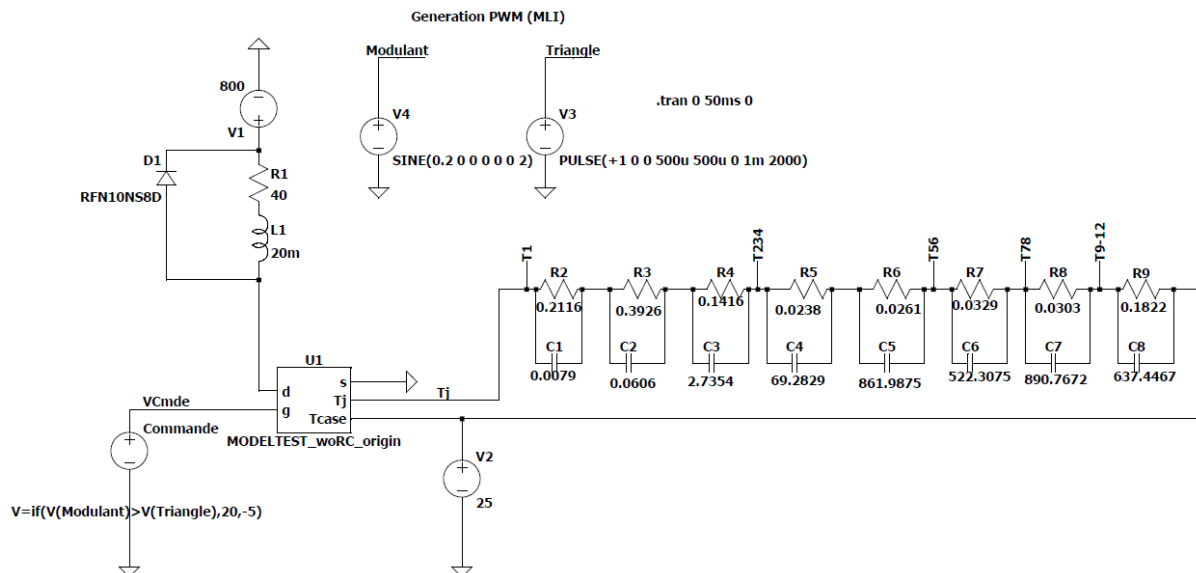 Generation PWM (MLI)
Modulant
Triangle
800
V1
V4
V3
.tran 0 50ms 0
SINE(0.2 0 0 0 0 0 2)
PULSE(+1 0 0 500u 500u 0 1m 2000)
D1
RFN10NS8D
R1
40
L1
20m
T1
T234
T56
T78
T9-12
R2
R3
R4
R5
R6
R7
R8
R9
0.2116
0.3926
0.1416
0.0238
0.0261
0.0329
0.0303
0.1822
C1
C2
C3
C4
C5
C6
C7
C8
0.0079
0.0606
2.7354
69.2829
861.9875
522.3075
890.7672
637.4467
U1
s
d
Tj
Tj
g
Tcase
MODELTEST_woRC_origin
VCmde
Commande
V2
25
V=if(V(Modulant)>V(Triangle),20,-5)